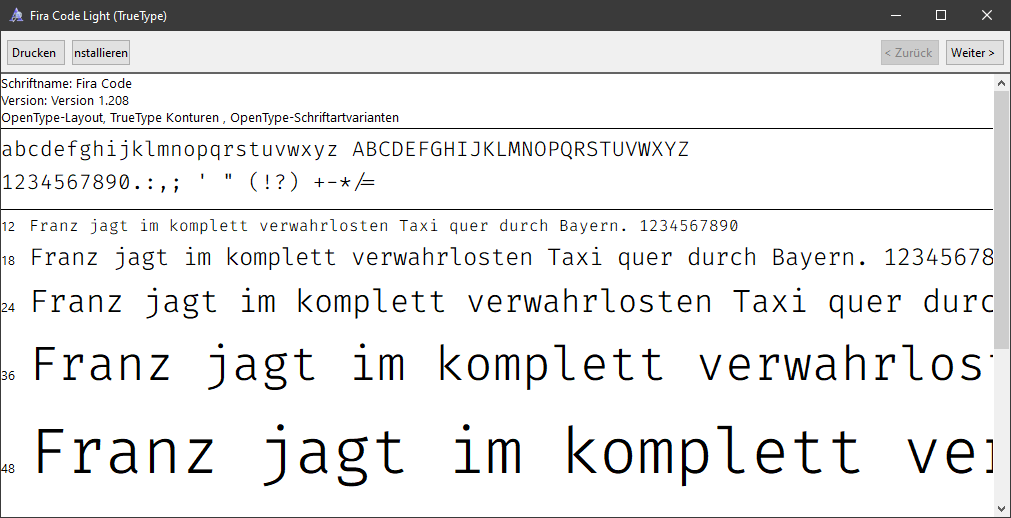 Fira Code Light (TrueType)
Drucken nstallieren < Zurück Weiter >
Schriftname: Fira Code
Version: Version 1.208
OpenType-Layout, TrueType Konturen , OpenType-Schriftartvarianten
abcdefghijklmnopqrstuvwxyz ABCDEFGHIJKLMNOPQRSTUVWXYZ
1234567890.:,; ' " (!?) +-*/=
12 Franz jagt im komplett verwahrlosten Taxi quer durch Bayern. 1234567890
18 Franz jagt im komplett verwahrlosten Taxi quer durch Bayern. 12345678
24 Franz jagt im komplett verwahrlosten Taxi quer durc
36 Franz jagt im komplett verwahrlost
48 Franz jagt im komplett ver